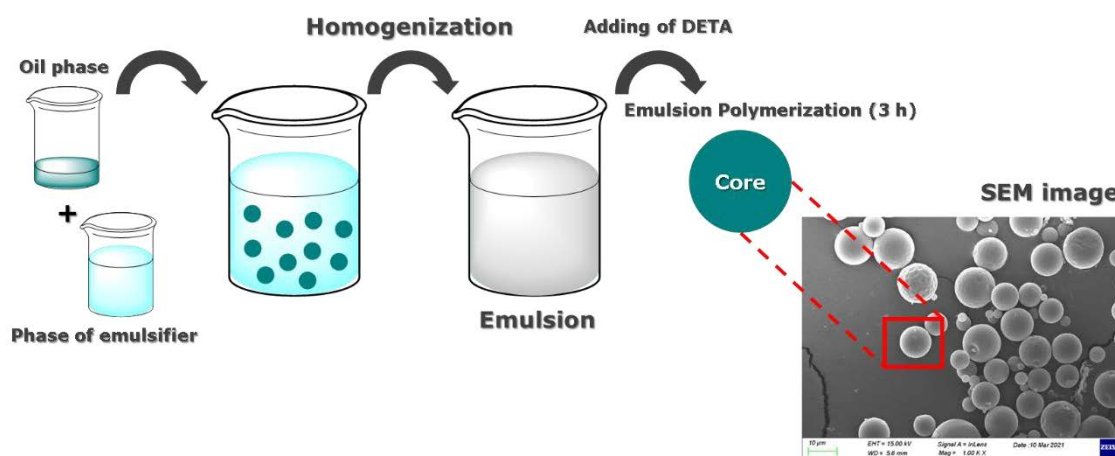 Homogenization
Adding of DETA
Oil phase
Emulsion Polymerization (3 h)
Core
SEM image
+
Emulsion
Phase of emulsifier
10 µm
EHT = 15.00 kV
Signal A = InLens
Date :10 Mar 2021
WD = 5.6 mm
Mag = 1.00 K X
ZEISS